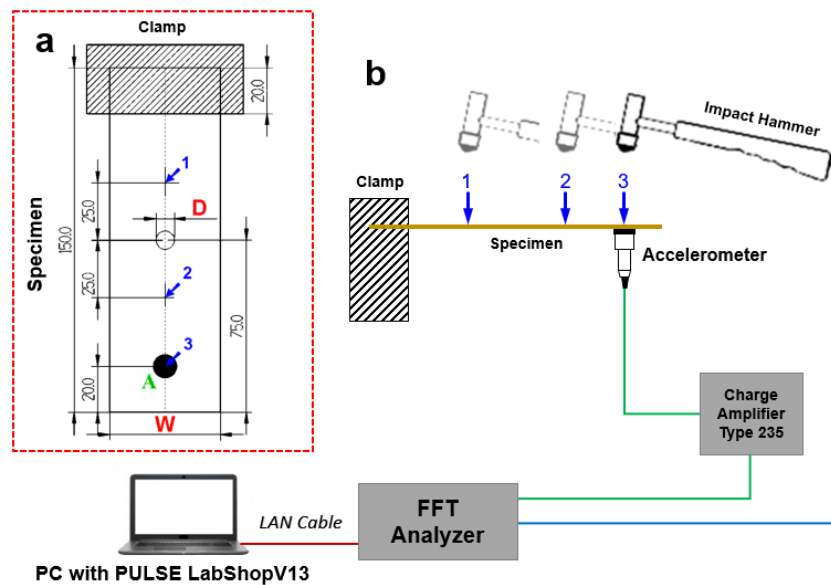 a
Clamp
20.0
1
25.0
D
Specimen
150.0
2
25.0
75.0
3
A
20.0
W
b
Impact Hammer
Clamp
1
2
3
Specimen
Accelerometer
Charge
Amplifier
Type 235
FFT
Analyzer
LAN Cable
PC with PULSE LabShopV13